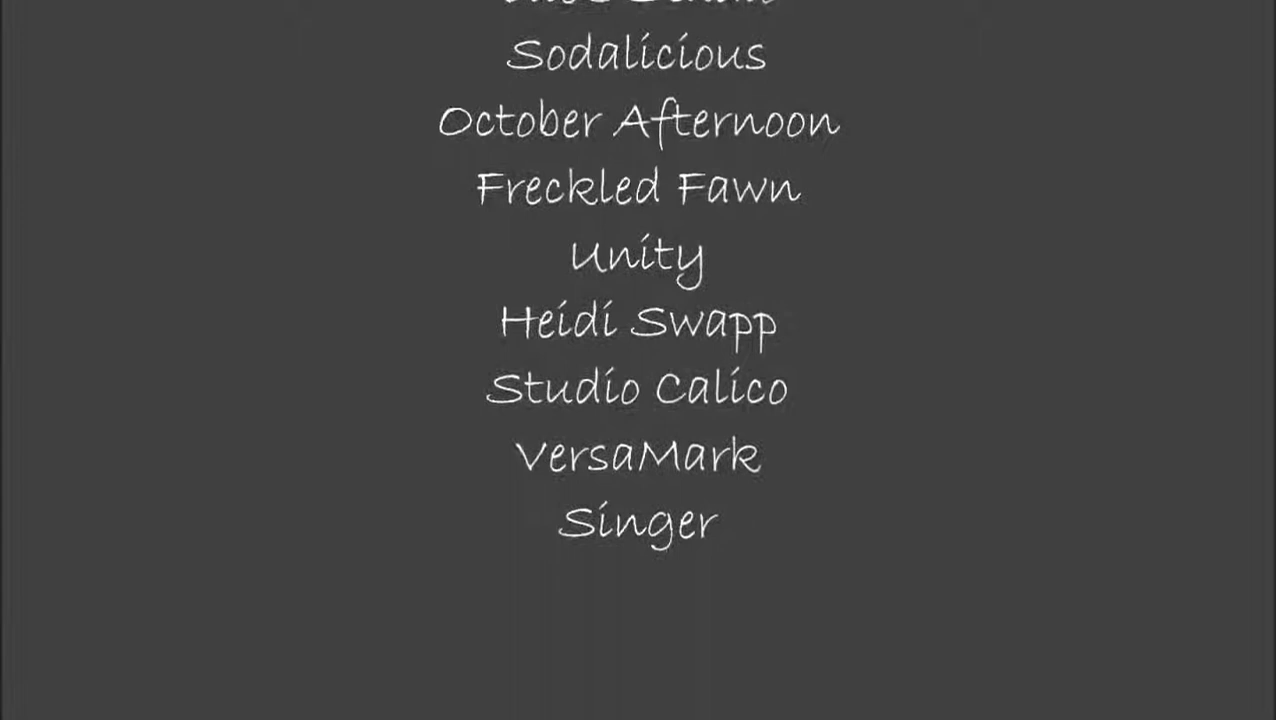 Sodalicious
October Afternoon
Freckled Fawn
Unity
Heidi Swapp
Studio Calico
VersaMark
Singer